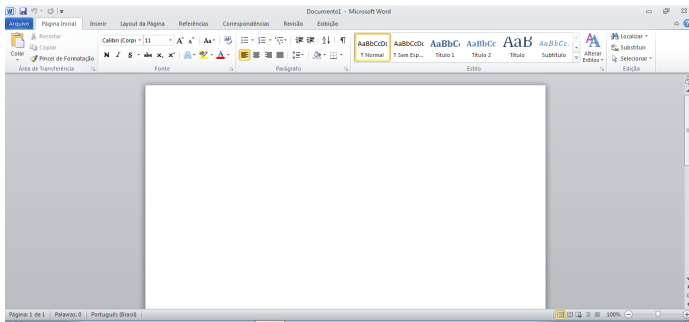 Documento1 - Microsoft Word
Arquivo Página Inicial Inserir Layout da Página Referências Correspondências Revisão Exibição
Colar
Recortar
Copiar
Pincel de Formatação
Área de Transferência
Calibri (Corpo 11
N I S abc x, x²
Fonte
Parágrafo
AaBbCcDc AaBbCcDc AaBbCc AaBbCc AaB AaBbCc.
¶ Normal ¶ Sem Esp... Título 1 Título 2 Título Subtítulo
Alterar
Estilos
Estilo
Localizar
Substituir
Selecionar
Edição
Página: 1 de 1 Palavras: 0 Português (Brasil) 100%